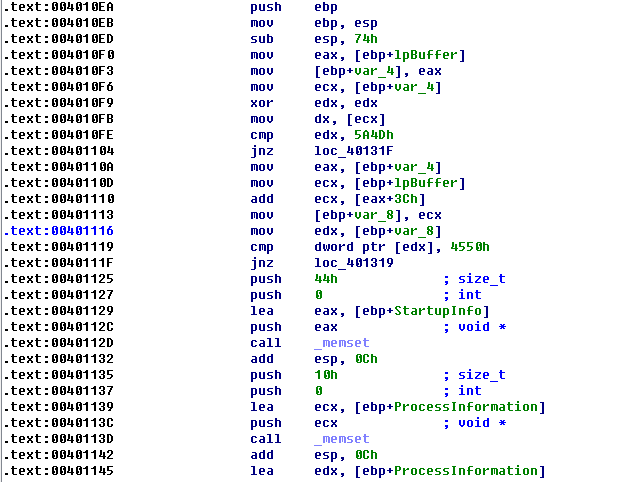 .text:004010EA push ebp
.text:004010EB mov ebp, esp
.text:004010ED sub esp, 74h
.text:004010F0 mov eax, [ebp+lpBuffer]
.text:004010F3 mov [ebp+var_4], eax
.text:004010F6 mov ecx, [ebp+var_4]
.text:004010F9 xor edx, edx
.text:004010FB mov dx, [ecx]
.text:004010FE cmp edx, 5A4Dh
.text:00401104 jnz loc_40131F
.text:0040110A mov eax, [ebp+var_4]
.text:0040110D mov ecx, [ebp+lpBuffer]
.text:00401110 add ecx, [eax+3Ch]
.text:00401113 mov [ebp+var_8], ecx
.text:00401116 mov edx, [ebp+var_8]
.text:00401119 cmp dword ptr [edx], 4550h
.text:0040111F jnz loc_401319
.text:00401125 push 44h ; size_t
.text:00401127 push 0 ; int
.text:00401129 lea eax, [ebp+StartupInfo]
.text:0040112C push eax ; void *
.text:0040112D call _memset
.text:00401132 add esp, 0Ch
.text:00401135 push 10h ; size_t
.text:00401137 push 0 ; int
.text:00401139 lea ecx, [ebp+ProcessInformation]
.text:0040113C push ecx ; void *
.text:0040113D call _memset
.text:00401142 add esp, 0Ch
.text:00401145 lea edx, [ebp+ProcessInformation]